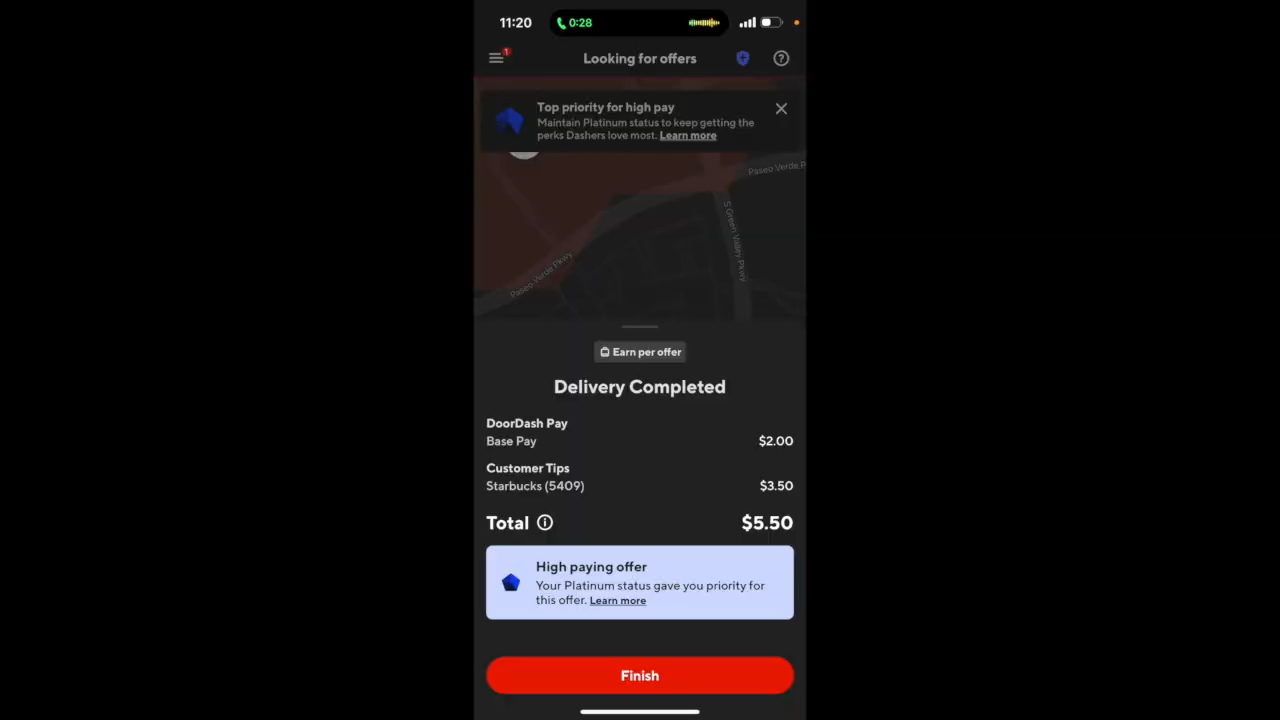 11:20
0:28
1
Looking for offers
?
Top priority for high pay
Maintain Platinum status to keep getting the
perks Dashers love most. Learn more
Paseo Verde P
S Green Valley Pkwy
Paseo Verde Pkwy
Earn per offer
Delivery Completed
DoorDash Pay
Base Pay $2.00
Customer Tips
Starbucks (5409) $3.50
Total $5.50
High paying offer
Your Platinum status gave you priority for
this offer. Learn more
Finish